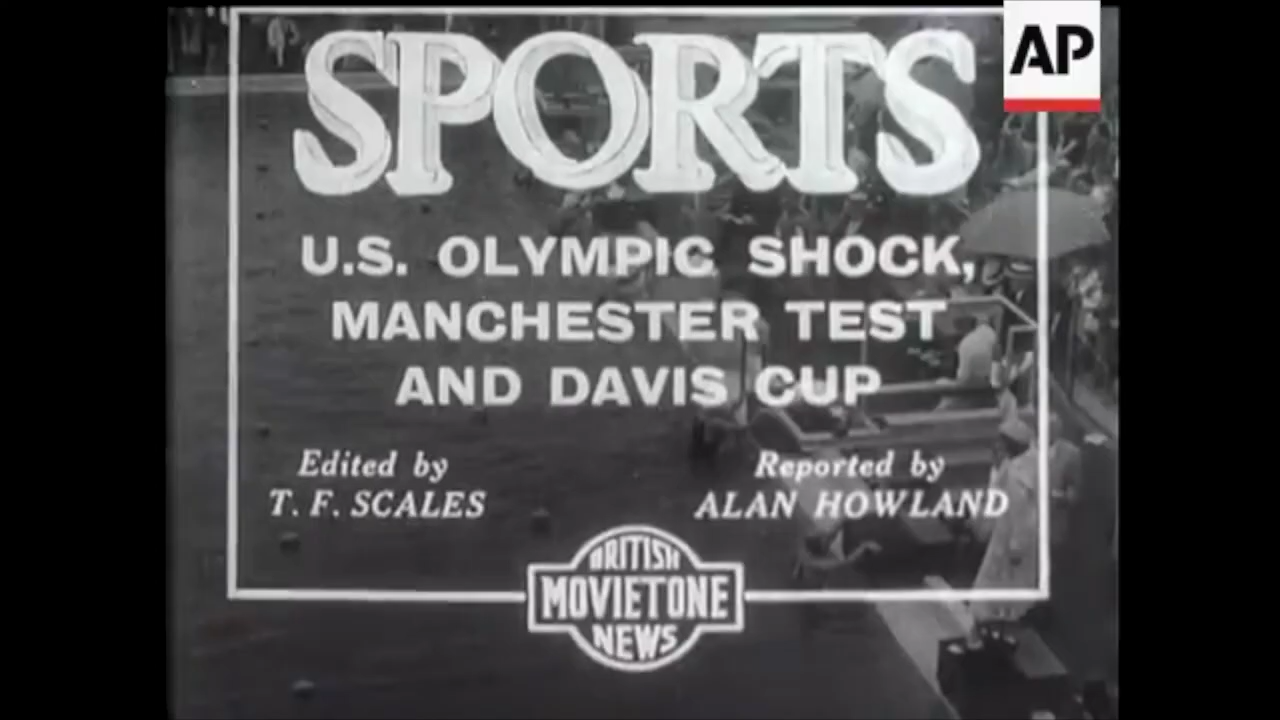 AP
SPORTS
U.S. OLYMPIC SHOCK,
MANCHESTER TEST
AND DAVIS CUP
Edited by
T. F. SCALES
Reported by
ALAN HOWLAND
BRITISH
MOVIETONE
NEWS